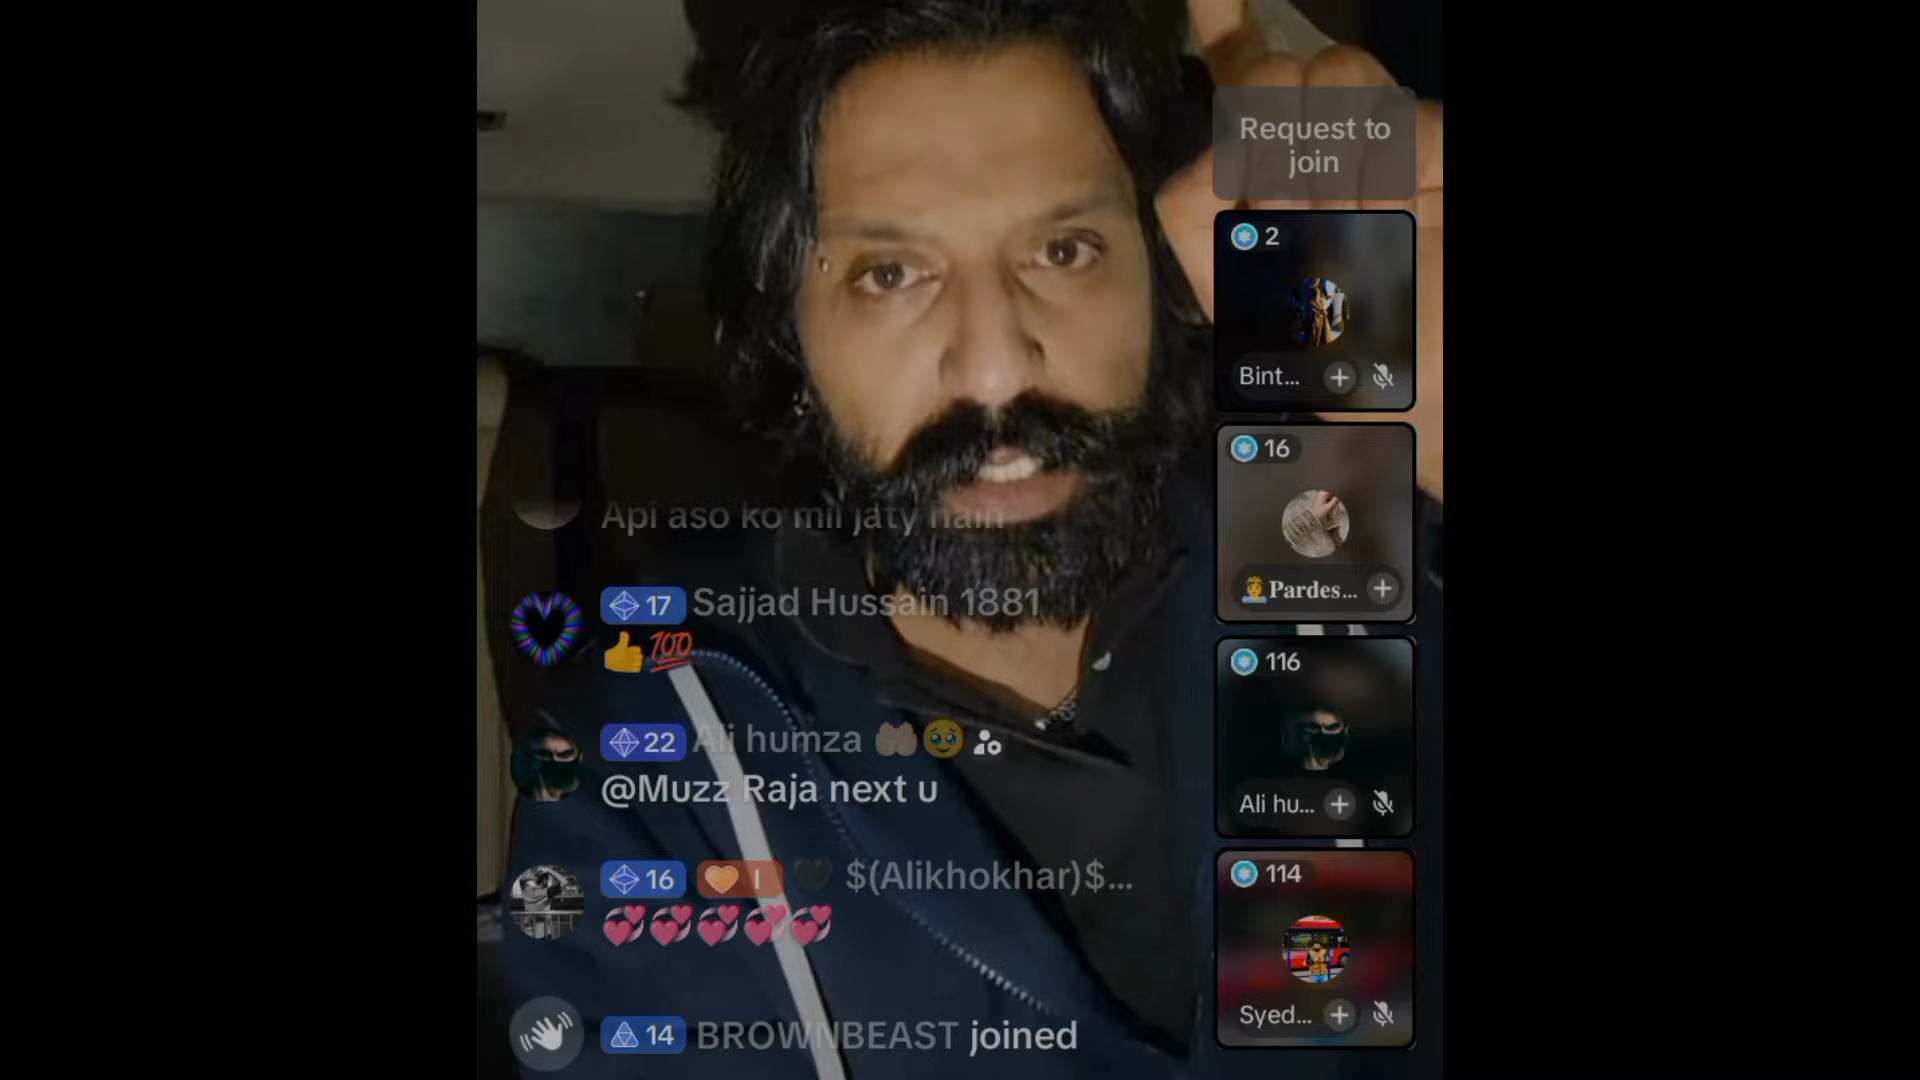 Request to
join
2
Bint...
16
Pardes...
116
Ali hu...
114
Syed...
Api aso ko mil jaty hain
17 Sajjad Hussain 1881
👍💯
22 Ali humza 🤲🥹
@Muzz Raja next u
16 I 🖤 $(Alikhokhar)$...
💞💞💞💞💞
14 BROWNBEAST joined